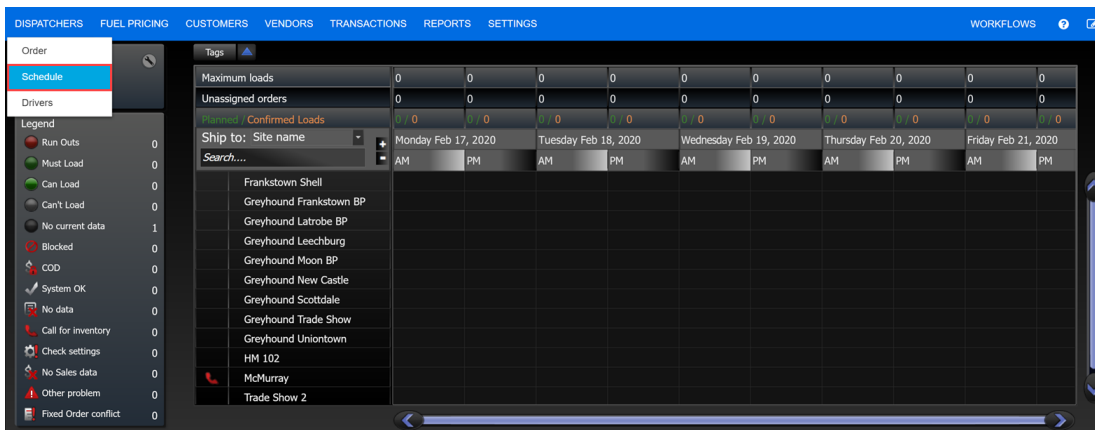 DISPATCHERS FUEL PRICING CUSTOMERS VENDORS TRANSACTIONS REPORTS SETTINGS WORKFLOWS ?
Order
Schedule
Drivers
Tags
Maximum loads 0 0 0 0 0 0 0 0 0 0
Unassigned orders 0 0 0 0 0 0 0 0 0 0
Planned / Confirmed Loads 0 / 0 0 / 0 0 / 0 0 / 0 0 / 0 0 / 0 0 / 0 0 / 0 0 / 0 0 / 0
Ship to: Site name + Monday Feb 17, 2020 Tuesday Feb 18, 2020 Wednesday Feb 19, 2020 Thursday Feb 20, 2020 Friday Feb 21, 2020
Search.... - AM PM AM PM AM PM AM PM AM PM
Legend
Run Outs 0
Must Load 0
Can Load 0
Can't Load 0
No current data 1
Blocked 0
COD 0
System OK 0
No data 0
Call for inventory 0
Check settings 0
No Sales data 0
Other problem 0
Fixed Order conflict 0
Frankstown Shell
Greyhound Frankstown BP
Greyhound Latrobe BP
Greyhound Leechburg
Greyhound Moon BP
Greyhound New Castle
Greyhound Scottdale
Greyhound Trade Show
Greyhound Uniontown
HM 102
McMurray
Trade Show 2